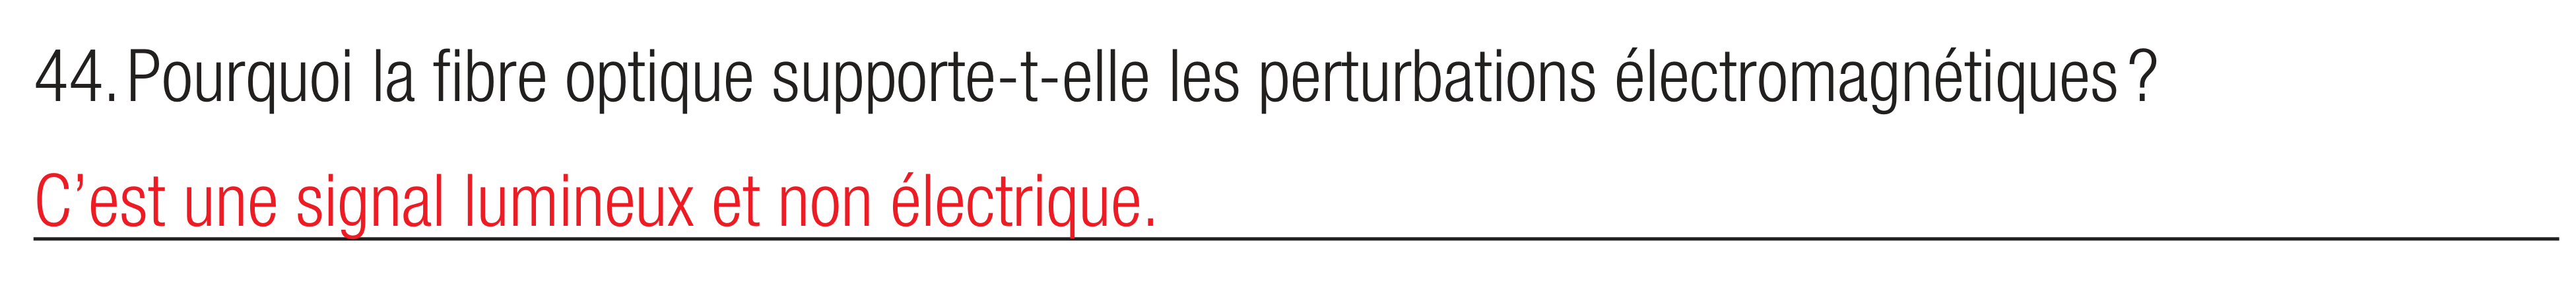 44. Pourquoi la fibre optique supporte-t-elle les perturbations électromagnétiques ?
C’est une signal lumineux et non électrique.